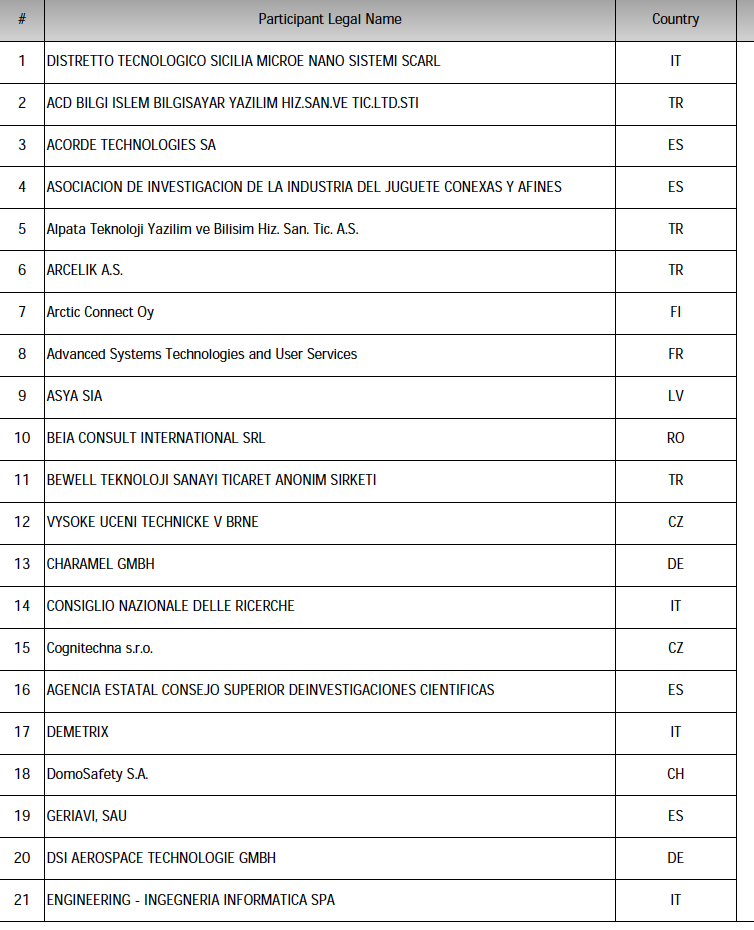 # Participant Legal Name Country
1 DISTRETTO TECNOLOGICO SICILIA MICROE NANO SISTEMI SCARL IT
2 ACD BILGI ISLEM BILGISAYAR YAZILIM HIZ.SAN.VE TIC.LTD.STI TR
3 ACORDE TECHNOLOGIES SA ES
4 ASOCIACION DE INVESTIGACION DE LA INDUSTRIA DEL JUGUETE CONEXAS Y AFINES ES
5 Alpata Teknoloji Yazilim ve Bilisim Hiz. San. Tic. A.S. TR
6 ARCELIK A.S. TR
7 Arctic Connect Oy FI
8 Advanced Systems Technologies and User Services FR
9 ASYA SIA LV
10 BEIA CONSULT INTERNATIONAL SRL RO
11 BEWELL TEKNOLOJI SANAYI TICARET ANONIM SIRKETI TR
12 VYSOKE UCENI TECHNICKE V BRNE CZ
13 CHARAMEL GMBH DE
14 CONSIGLIO NAZIONALE DELLE RICERCHE IT
15 Cognitechna s.r.o. CZ
16 AGENCIA ESTATAL CONSEJO SUPERIOR DEINVESTIGACIONES CIENTIFICAS ES
17 DEMETRIX IT
18 DomoSafety S.A. CH
19 GERIAVI, SAU ES
20 DSI AEROSPACE TECHNOLOGIE GMBH DE
21 ENGINEERING - INGEGNERIA INFORMATICA SPA IT